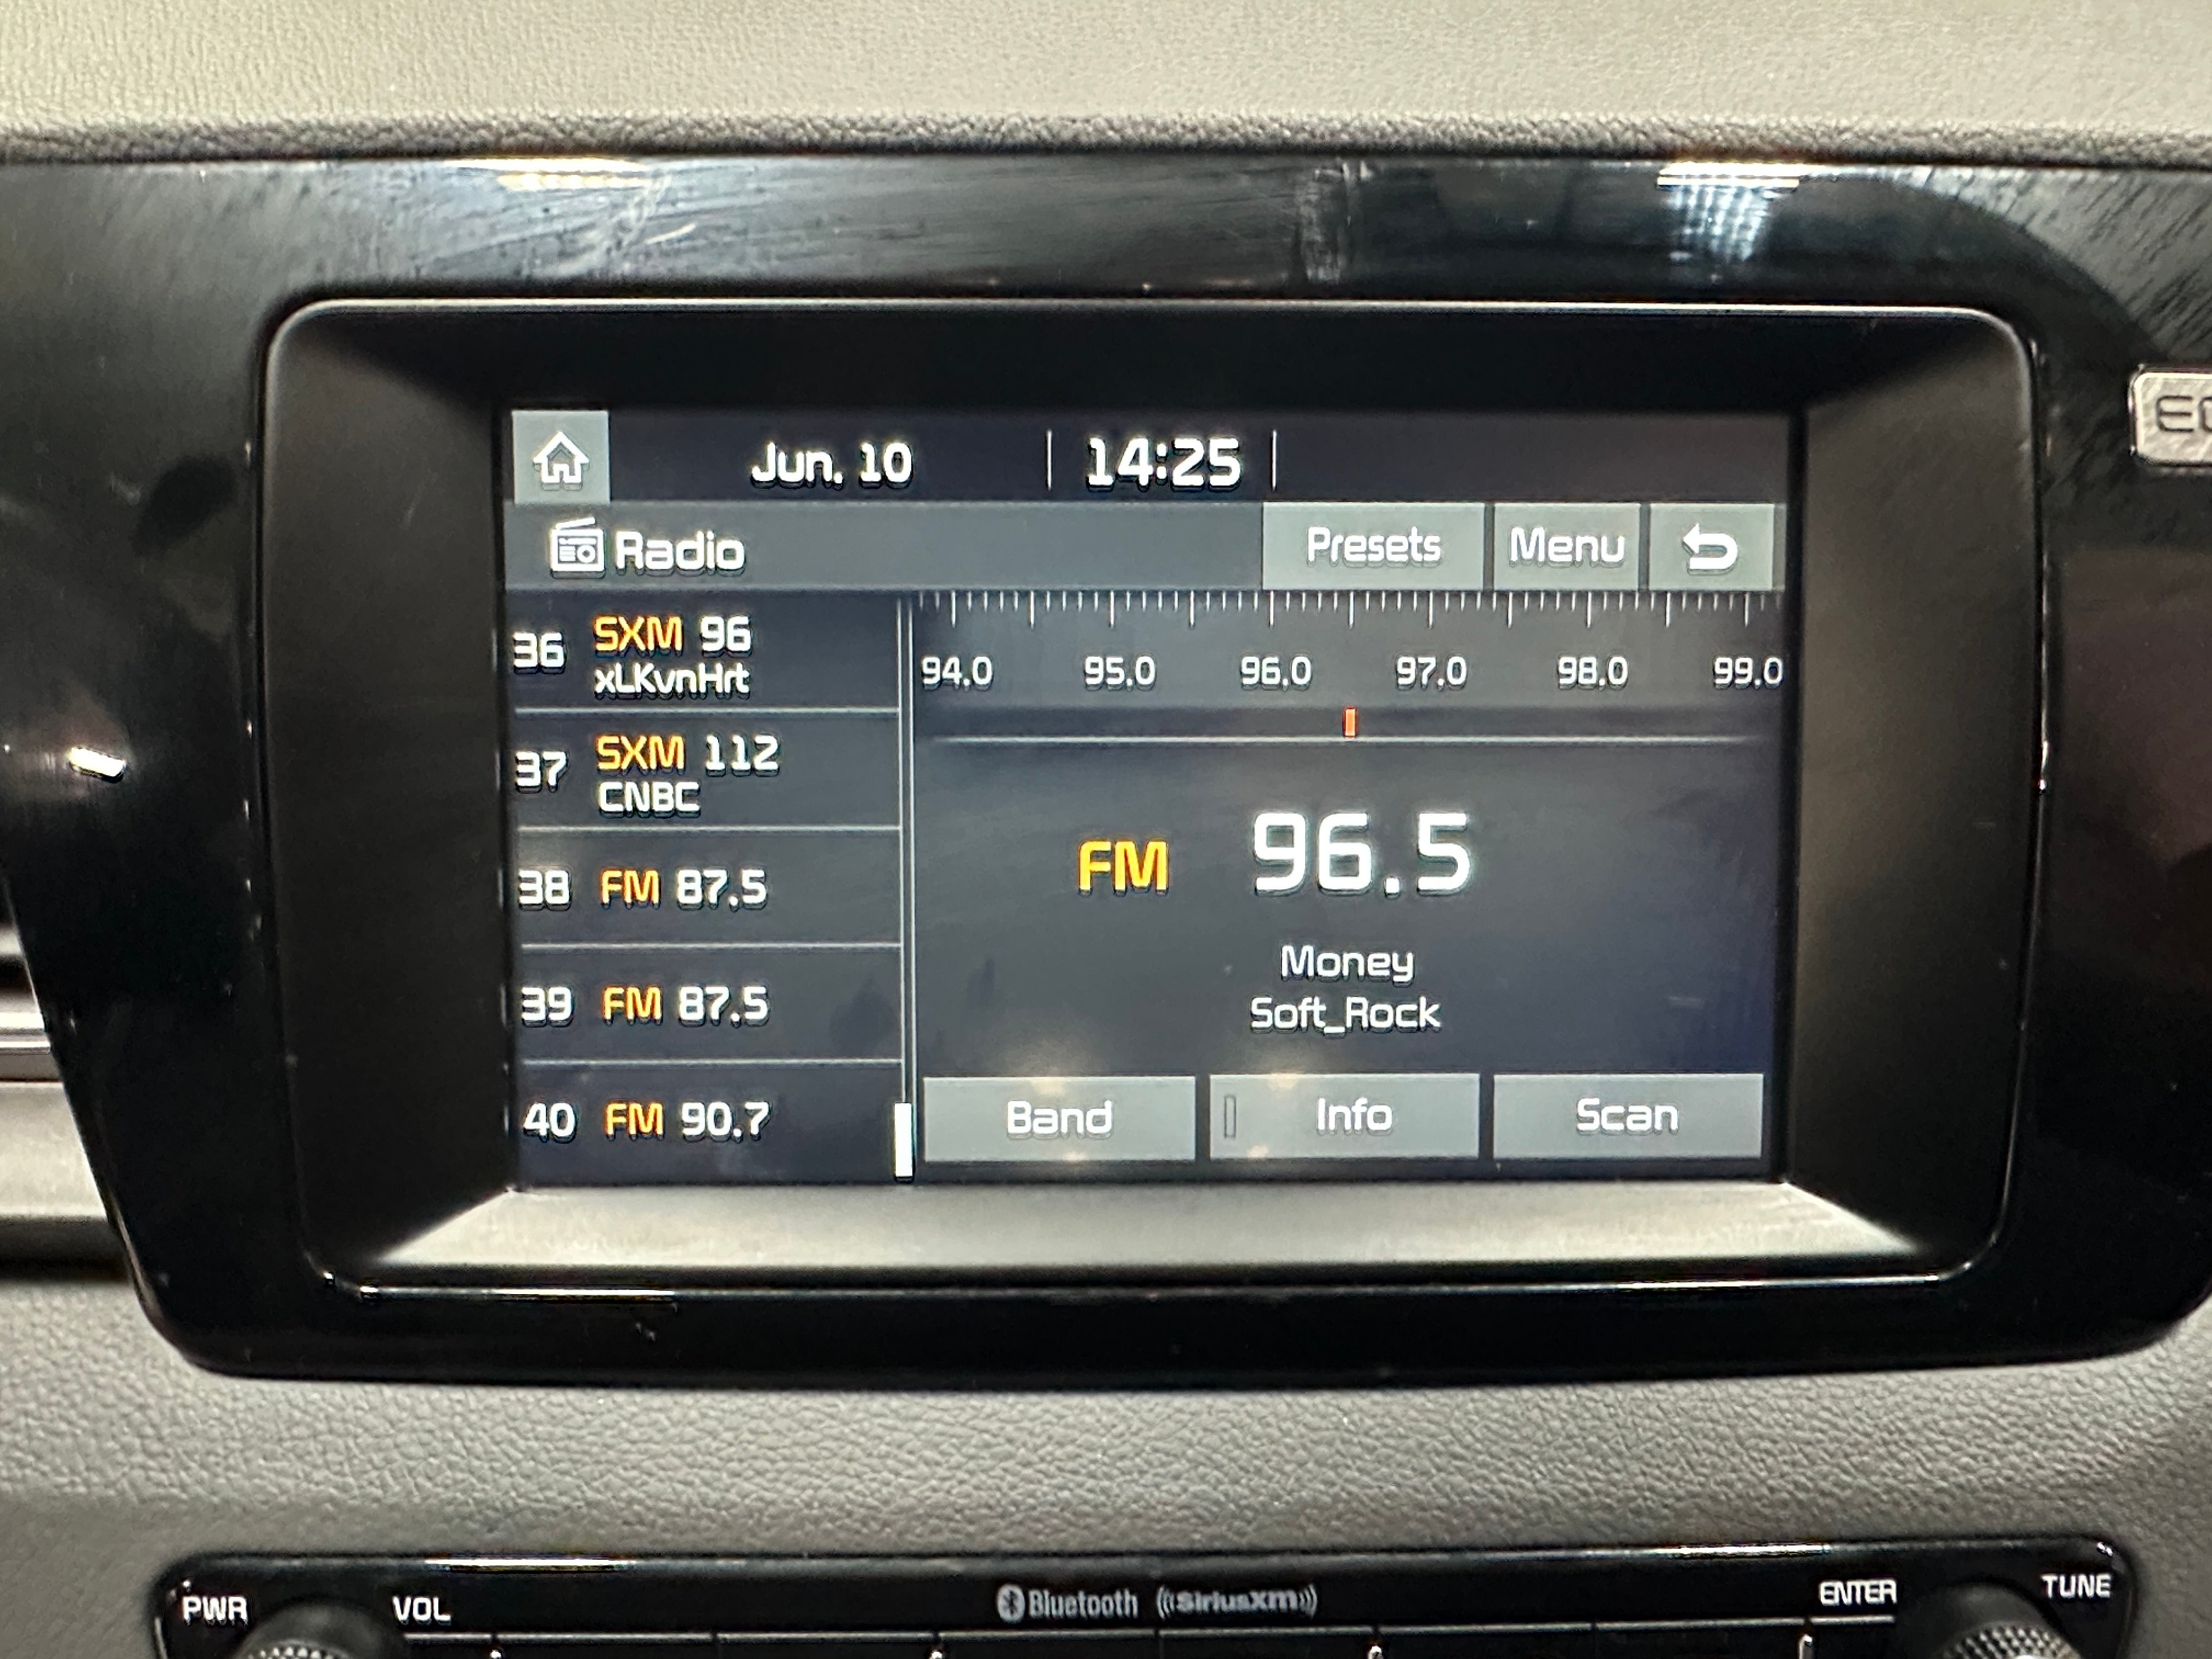 Jun. 10 14:25
Radio Presets Menu
36 SXM 96
xLKvnHrt
37 SXM 112
CNBC
38 FM 87.5
39 FM 87.5
40 FM 90.7
94.0 95.0 96.0 97.0 98.0 99.0
FM 96.5
Money
Soft_Rock
Band Info Scan
PWR VOL Bluetooth SiriusXM ENTER TUNE